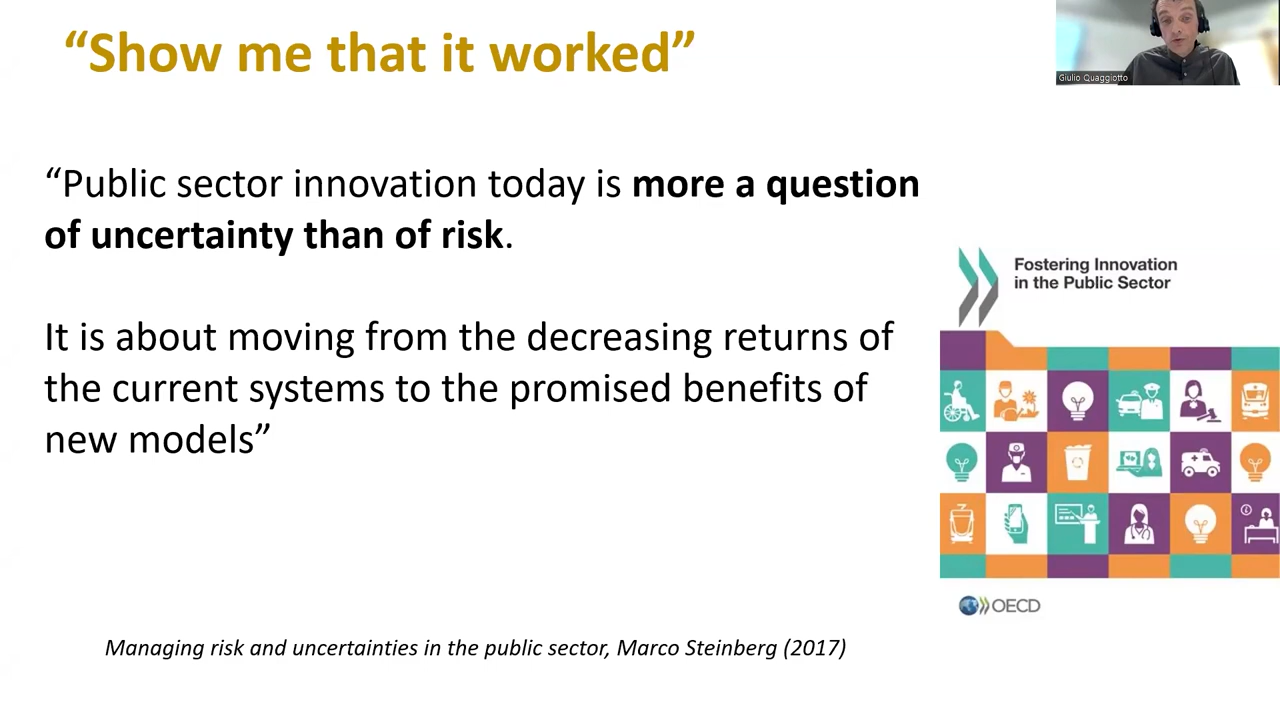 “Show me that it worked”
Giulio Quaggiotto
“Public sector innovation today is more a question
of uncertainty than of risk.
It is about moving from the decreasing returns of
the current systems to the promised benefits of
new models”
Fostering Innovation
in the Public Sector
OECD
Managing risk and uncertainties in the public sector, Marco Steinberg (2017)